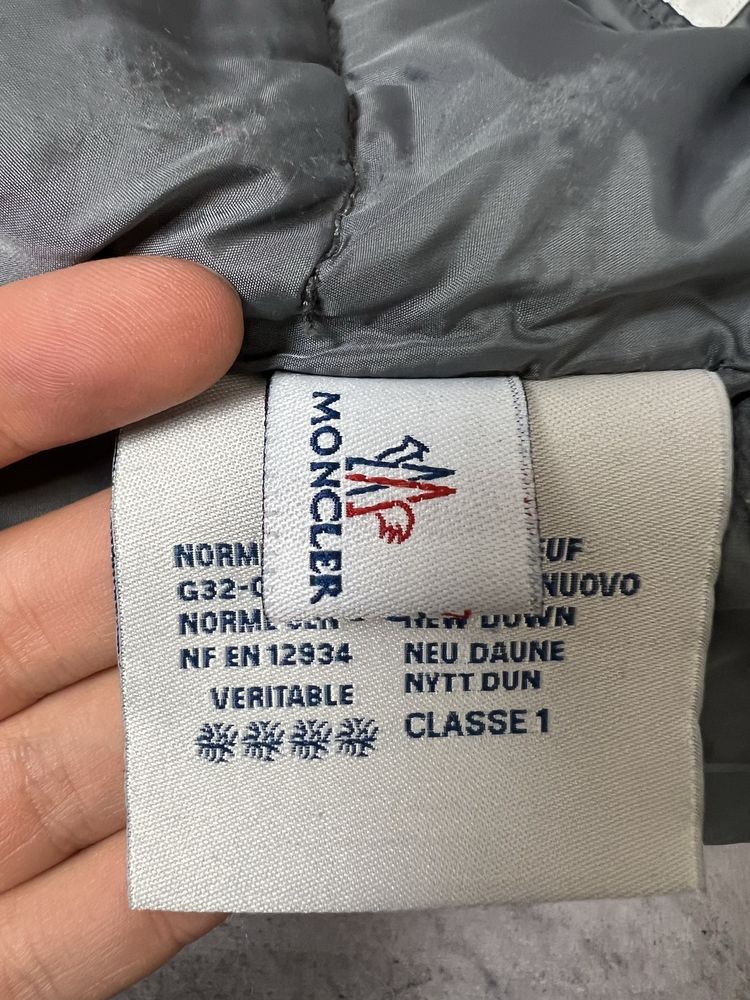 MONCLER
NORM
G32-
NORME
NF EN 12934
VERITABLE
EUF
NUOVO
NEW DOWN
NEU DAUNE
NYTT DUN
CLASSE 1